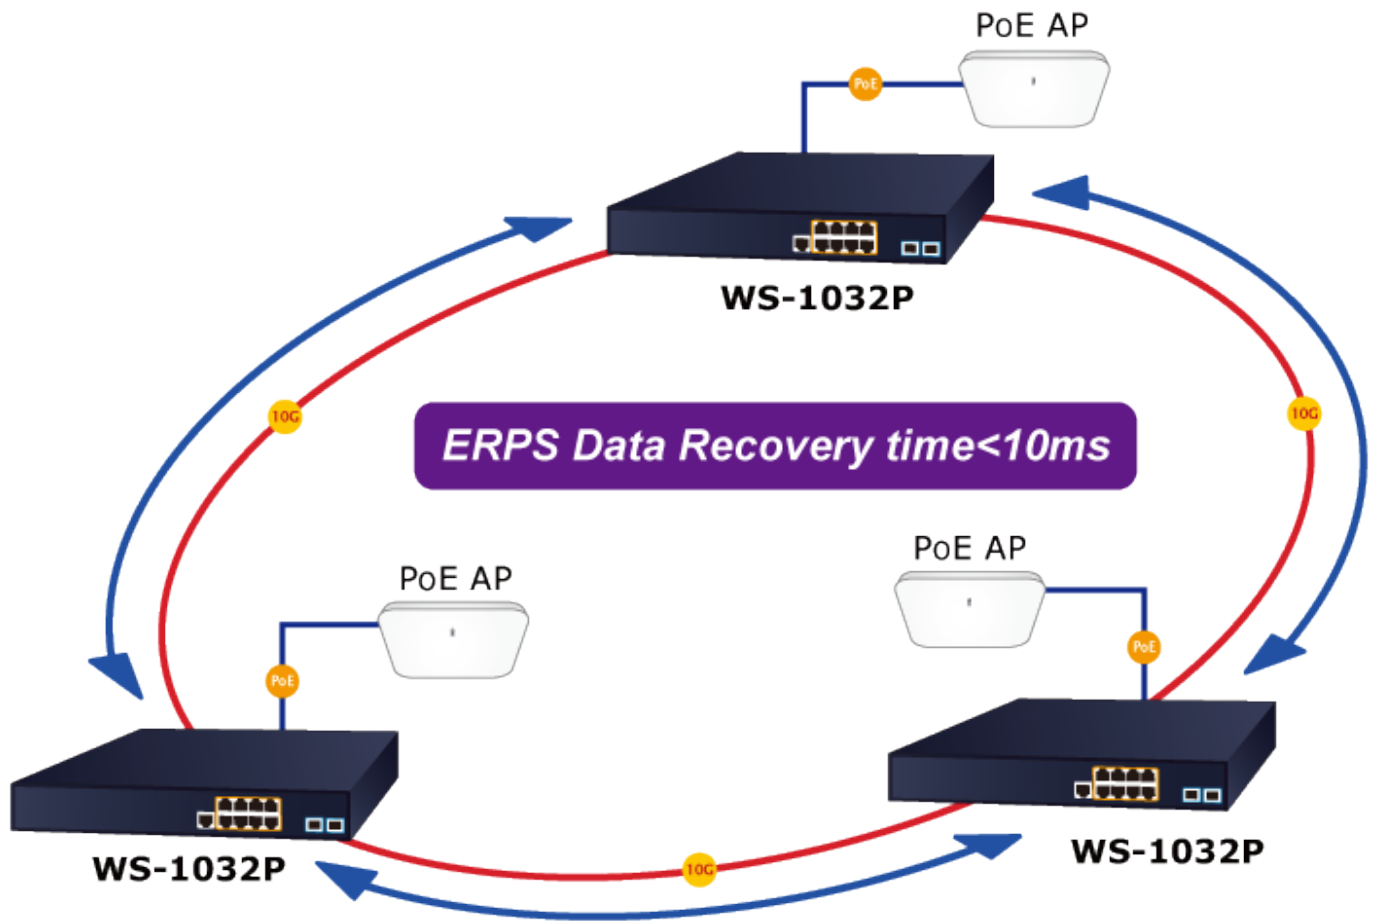 PoE AP
PoE
WS-1032P
10G
10G
ERPS Data Recovery time<10ms
PoE AP
PoE AP
PoE
PoE
WS-1032P
WS-1032P
10G